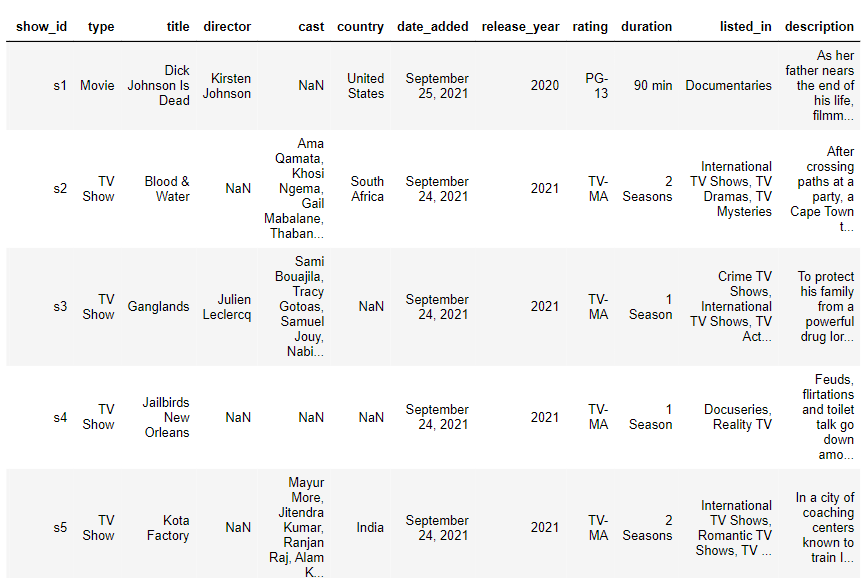 show_id type title director cast country date_added release_year rating duration listed_in description
s1
Movie
Dick
Johnson Is
Dead
Kirsten
Johnson
NaN
United
States
September
25, 2021
2020
PG-
13
90 min
Documentaries
As her
father nears
the end of
his life,
filmm...
s2
TV
Show
Blood &
Water
NaN
Ama
Qamata,
Khosi
Ngema,
Gail
Mabalane,
Thaban...
South
Africa
September
24, 2021
2021
TV-
MA
2
Seasons
International
TV Shows, TV
Dramas, TV
Mysteries
After
crossing
paths at a
party, a
Cape Town
t...
s3
TV
Show
Ganglands
Julien
Leclercq
Sami
Bouajila,
Tracy
Gotoas,
Samuel
Jouy,
Nabi...
NaN
September
24, 2021
2021
TV-
MA
1
Season
Crime TV
Shows,
International
TV Shows, TV
Act...
To protect
his family
from a
powerful
drug lor...
s4
TV
Show
Jailbirds
New
Orleans
NaN
NaN
NaN
September
24, 2021
2021
TV-
MA
1
Season
Docuseries,
Reality TV
Feuds,
flirtations
and toilet
talk go
down
amo...
s5
TV
Show
Kota
Factory
NaN
Mayur
More,
Jitendra
Kumar,
Ranjan
Raj, Alam
K...
India
September
24, 2021
2021
TV-
MA
2
Seasons
International
TV Shows,
Romantic TV
Shows, TV ...
In a city of
coaching
centers
known to
train I...